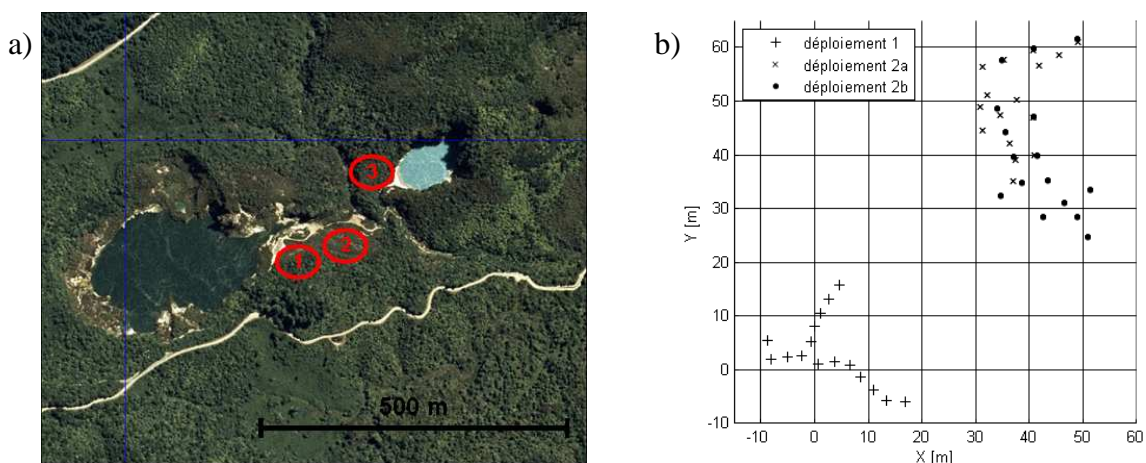 a)
3
1
2
500 m
b)
+ déploiement 1
× déploiement 2a
• déploiement 2b
60
50
40
30
20
10
0
-10
Y [m]
-10 0 10 20 30 40 50 60
X [m]